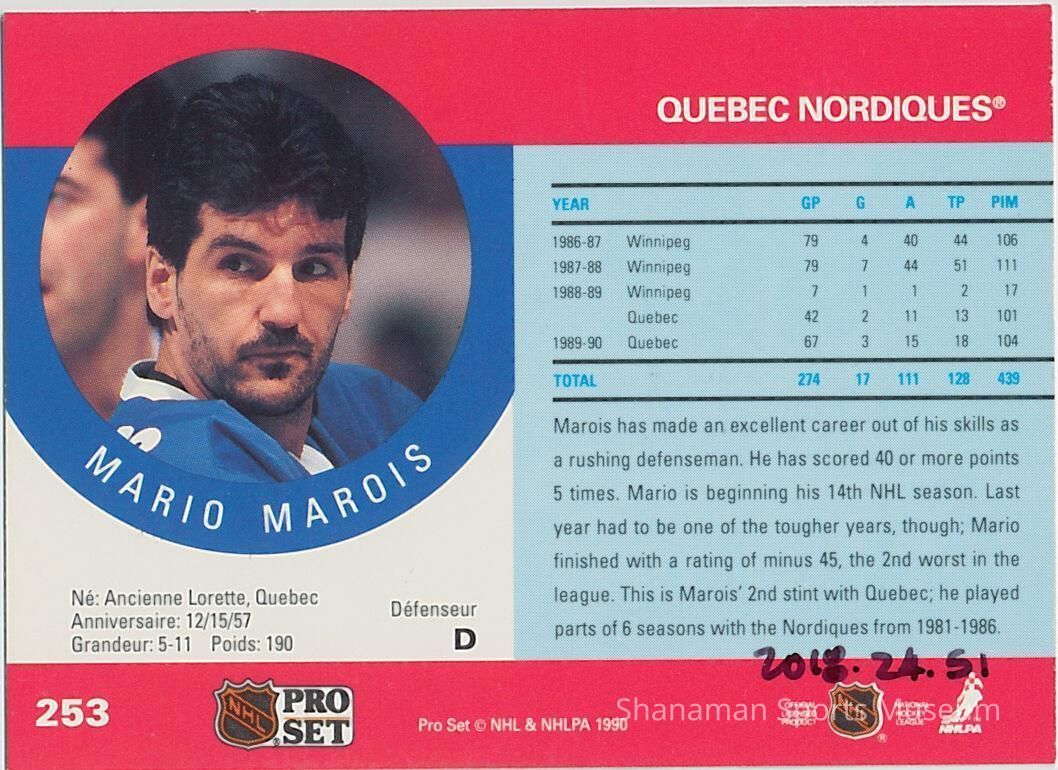 QUEBEC NORDIQUES®
YEAR GP G A TP PIM
1986-87 Winnipeg 79 4 40 44 106
1987-88 Winnipeg 79 7 44 51 111
1988-89 Winnipeg 7 1 1 2 17
Quebec 42 2 11 13 101
1989-90 Quebec 67 3 15 18 104
TOTAL 274 17 111 128 439
Marois has made an excellent career out of his skills as
a rushing defenseman. He has scored 40 or more points
5 times. Mario is beginning his 14th NHL season. Last
year had to be one of the tougher years, though; Mario
finished with a rating of minus 45, the 2nd worst in the
league. This is Marois' 2nd stint with Quebec; he played
parts of 6 seasons with the Nordiques from 1981-1986.
MARIO MAROIS
Né: Ancienne Lorette, Quebec
Anniversaire: 12/15/57
Grandeur: 5-11 Poids: 190
Défenseur
D
2018.24.51
253
NHL
PRO
SET
Pro Set © NHL & NHLPA 1990
Shanaman Sports Museum
OFFICIAL
LICENSED
PRODUCT
NHL
®
NATIONAL
HOCKEY
LEAGUE
NHLPA